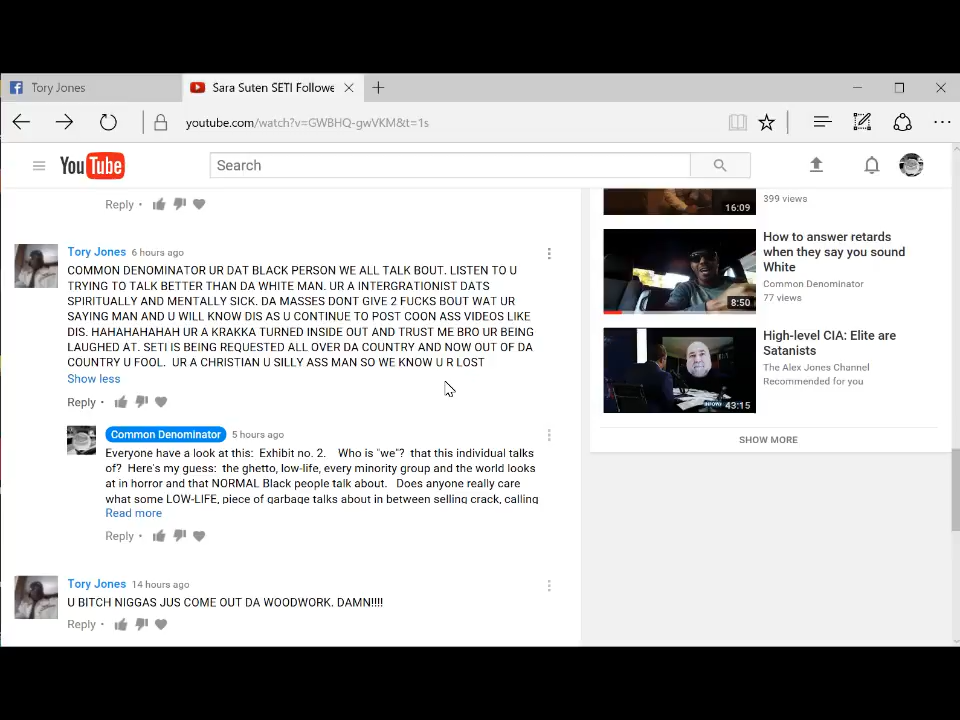 Tory Jones
Sara Suten SETI Followe
youtube.com/watch?v=GWBHQ-gwVKM&t=1s
YouTube
Search
Reply
16:09
399 views
Tory Jones 6 hours ago
COMMON DENOMINATOR UR DAT BLACK PERSON WE ALL TALK BOUT. LISTEN TO U
TRYING TO TALK BETTER THAN DA WHITE MAN. UR A INTERGRATIONIST DATS
SPIRITUALLY AND MENTALLY SICK. DA MASSES DONT GIVE 2 FUCKS BOUT WAT UR
SAYING MAN AND U WILL KNOW DIS AS U CONTINUE TO POST COON ASS VIDEOS LIKE
DIS. HAHAHAHAHAH UR A KRAKKA TURNED INSIDE OUT AND TRUST ME BRO UR BEING
LAUGHED AT. SETI IS BEING REQUESTED ALL OVER DA COUNTRY AND NOW OUT OF DA
COUNTRY U FOOL.  UR A CHRISTIAN U SILLY ASS MAN SO WE KNOW U R LOST
Show less
Reply
Common Denominator 5 hours ago
Everyone have a look at this:  Exhibit no. 2.    Who is "we"?  that this individual talks
of?  Here's my guess:  the ghetto, low-life, every minority group and the world looks
at in horror and that NORMAL Black people talk about.   Does anyone really care
what some LOW-LIFE, piece of garbage talks about in between selling crack, calling
Read more
Reply
Tory Jones 14 hours ago
U BITCH NIGGAS JUS COME OUT DA WOODWORK. DAMN!!!!
Reply
How to answer retards
when they say you sound
White
Common Denominator
77 views
8:50
High-level CIA: Elite are
Satanists
The Alex Jones Channel
Recommended for you
43:15
SHOW MORE